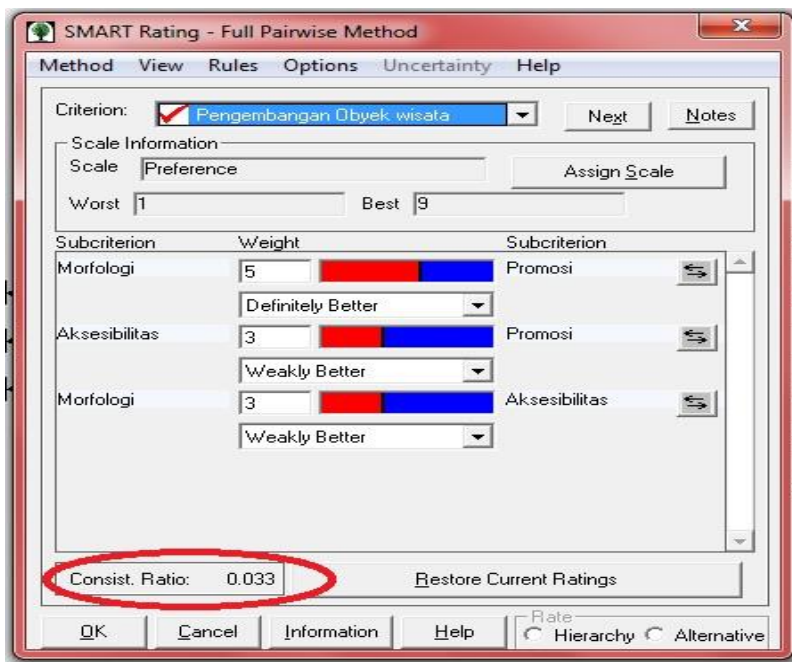 SMART Rating - Full Pairwise Method
Method View Rules Options Uncertainty Help
Criterion: Pengembangan Obyek wisata Next Notes
Scale Information
Scale Preference Assign Scale
Worst 1 Best 9
Subcriterion Weight Subcriterion
Morfologi 5 Promosi
Definitely Better
Aksesibilitas 3 Promosi
Weakly Better
Morfologi 3 Aksesibilitas
Weakly Better
Consist. Ratio: 0.033 Restore Current Ratings
Rate
OK Cancel Information Help Hierarchy Alternative